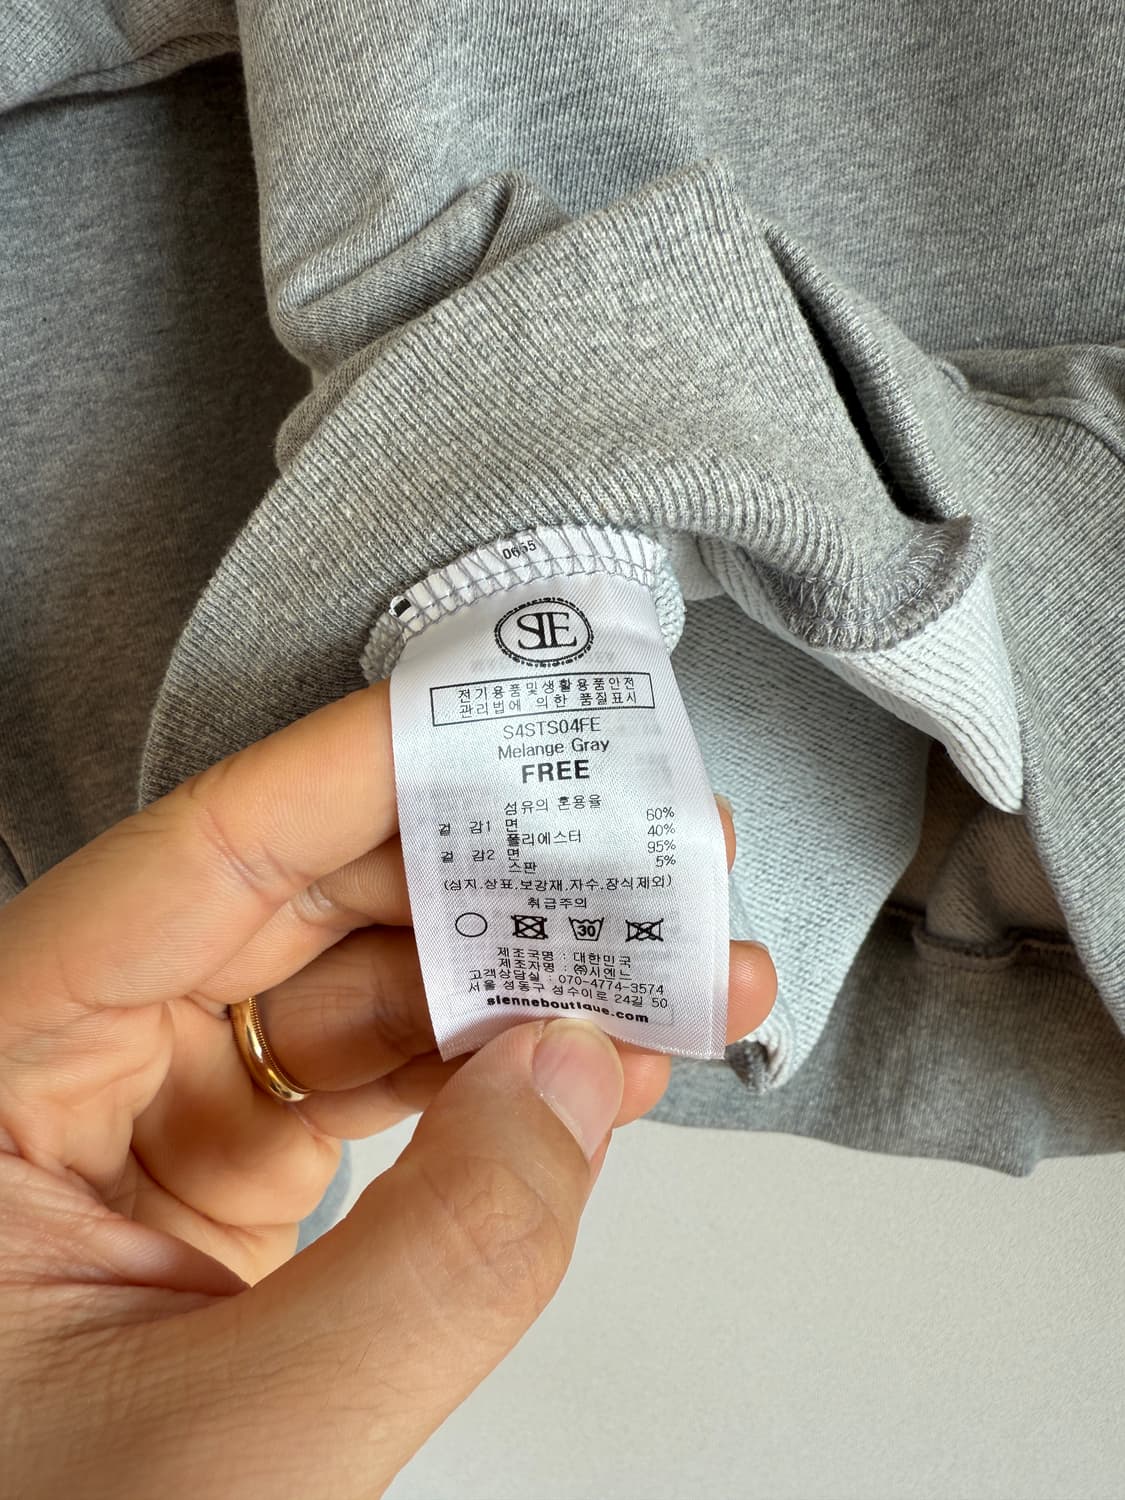 0655
SIE
전기용품및생활용품안전
관리법에 의한 품질표시
S4STS04FE
Melange Gray
FREE
섬유의 혼용율
겉 감1 면 60%
폴리에스터 40%
겉 감2 면 95%
스판 5%
(심지.상표.보강재.자수.장식제외)
취급주의
30
제조국명 : 대한민국
제조자명 : ㈜시엔느
고객상담실 : 070-4774-3574
서울 성동구 성수이로 24길 50
sienneboutique.com